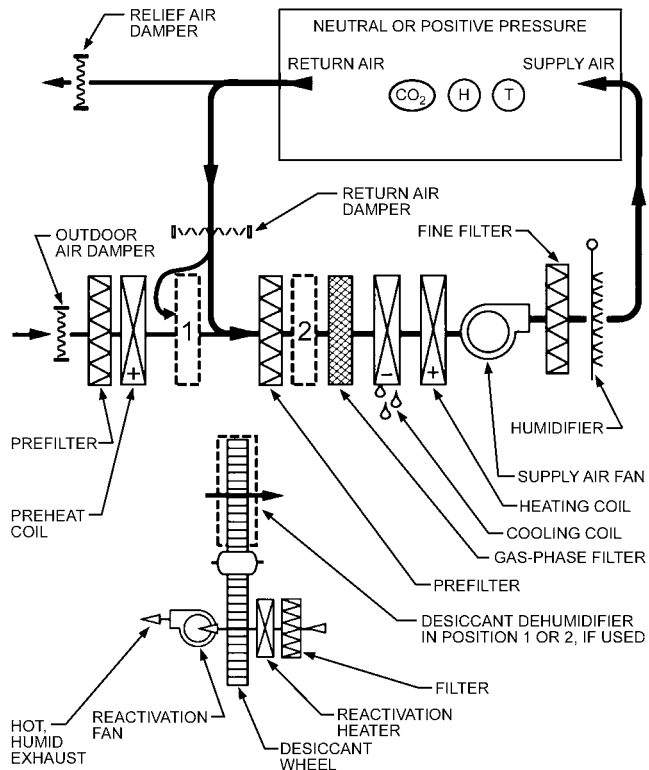 RELIEF AIR
DAMPER
NEUTRAL OR POSITIVE PRESSURE
RETURN AIR
SUPPLY AIR
CO2
H
T
RETURN AIR
DAMPER
OUTDOOR
AIR DAMPER
FINE FILTER
1
2
+
−
+
PREFILTER
HUMIDIFIER
SUPPLY AIR FAN
PREHEAT
COIL
HEATING COIL
COOLING COIL
GAS-PHASE FILTER
PREFILTER
DESICCANT DEHUMIDIFIER
IN POSITION 1 OR 2, IF USED
FILTER
REACTIVATION
HEATER
REACTIVATION
FAN
HOT,
HUMID
EXHAUST
DESICCANT
WHEEL